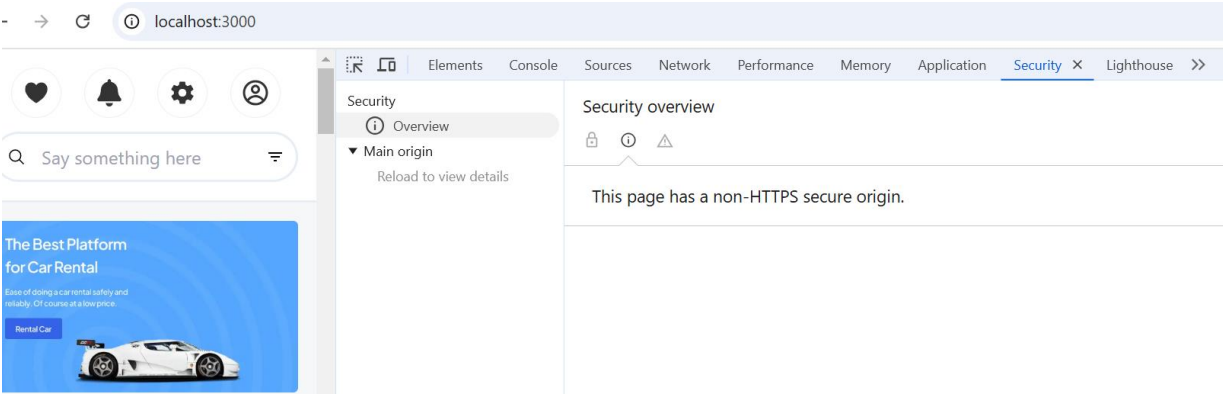 localhost:3000
Elements Console Sources Network Performance Memory Application Security Lighthouse
Security
Overview
Main origin
Reload to view details
Security overview
This page has a non-HTTPS secure origin.
Say something here
The Best Platform
for Car Rental
Ease of doing a car rental safely and
reliably. Of course at a low price.
Rental Car